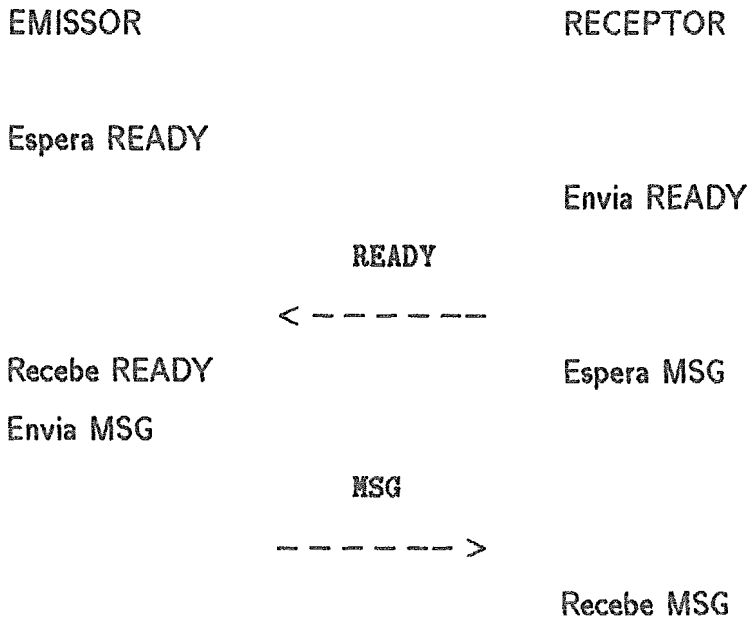 EMISSOR RECEPTOR
Espera READY
Envia READY
READY
< - - - - - -
Recebe READY Espera MSG
Envia MSG
MSG
- - - - - - >
Recebe MSG